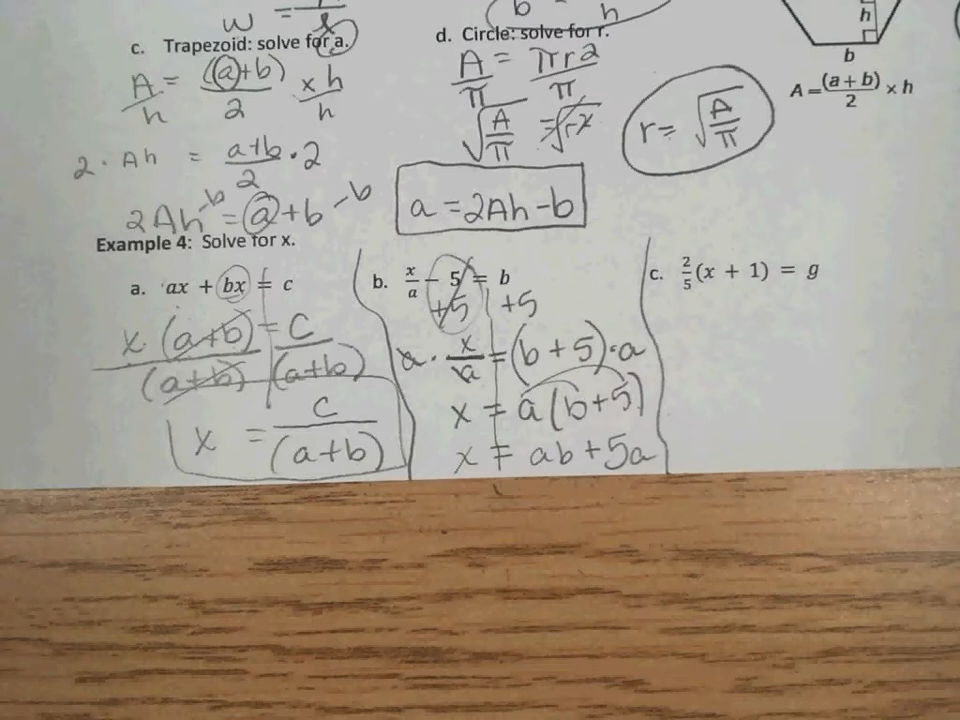 w =
c. Trapezoid: solve for a.
A/h = (a+b)/2 × h/h
2 · Ah = a+b/2 · 2
2Ah -b = a + b -b
a = 2Ah - b
d. Circle: solve for r.
A/π = πr2/π
√A/π = √r2
r = √A/π
h
b
A = (a + b)/2 × h
Example 4: Solve for x.
a. ax + bx = c
x · (a+b)/(a+b) = c/(a+b)
x = c/(a+b)
b. x/a − 5 = b
+5 +5
a · x/a = (b+5) · a
x = a(b+5)
x = ab + 5a
c. 2/5 (x + 1) = g